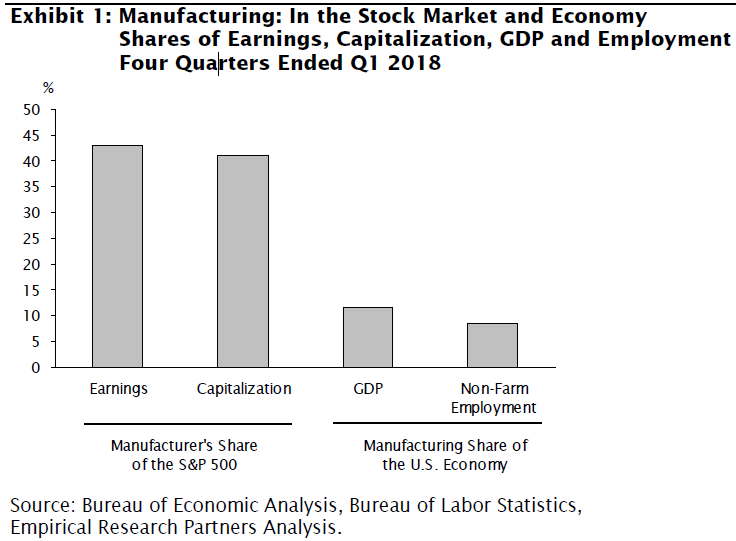 Exhibit 1: Manufacturing: In the Stock Market and Economy
Shares of Earnings, Capitalization, GDP and Employment
Four Quarters Ended Q1 2018
%
50
45
40
35
30
25
20
15
10
5
0
Earnings
Capitalization
GDP
Non-Farm
Employment
Manufacturer's Share
of the S&P 500
Manufacturing Share of
the U.S. Economy
Source: Bureau of Economic Analysis, Bureau of Labor Statistics,
Empirical Research Partners Analysis.